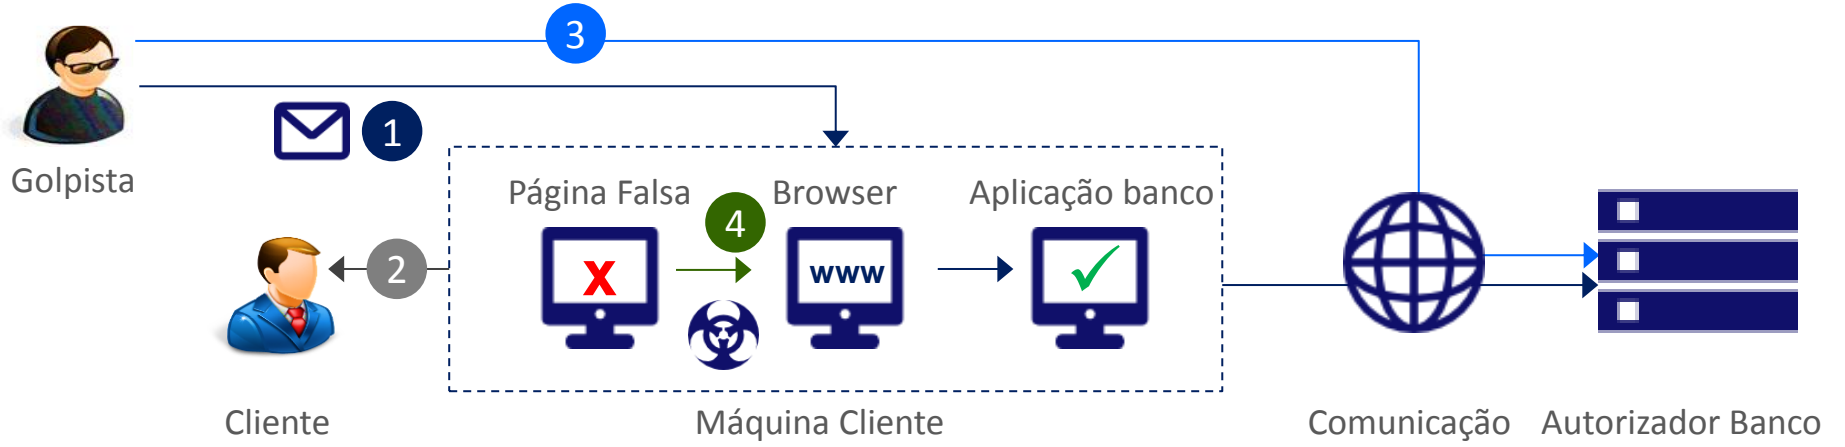 3
1
Golpista
Página Falsa
4
Browser
Aplicação banco
2
X
www
Cliente
Máquina Cliente
Comunicação
Autorizador Banco